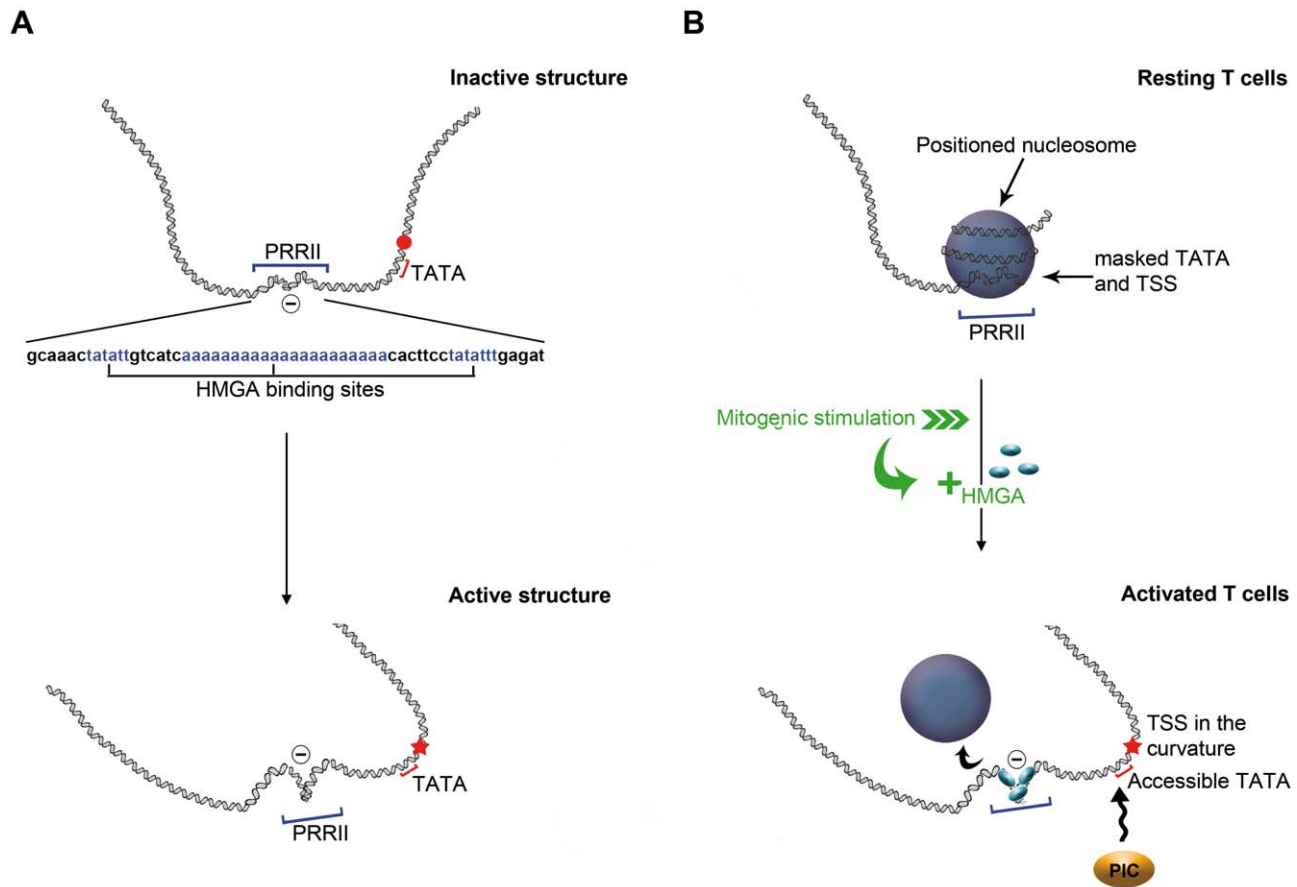 A
Inactive structure
PRRII
TATA
⊖
gcaaactatattgtcatcaaaaaaaaaaaaaaaaaaaaacacttcctatatttgagat
HMGA binding sites
Active structure
⊖
TATA
PRRII
B
Resting T cells
Positioned nucleosome
masked TATA
and TSS
PRRII
Mitogenic stimulation
+
HMGA
Activated T cells
TSS in the
curvature
⊖
Accessible TATA
PIC